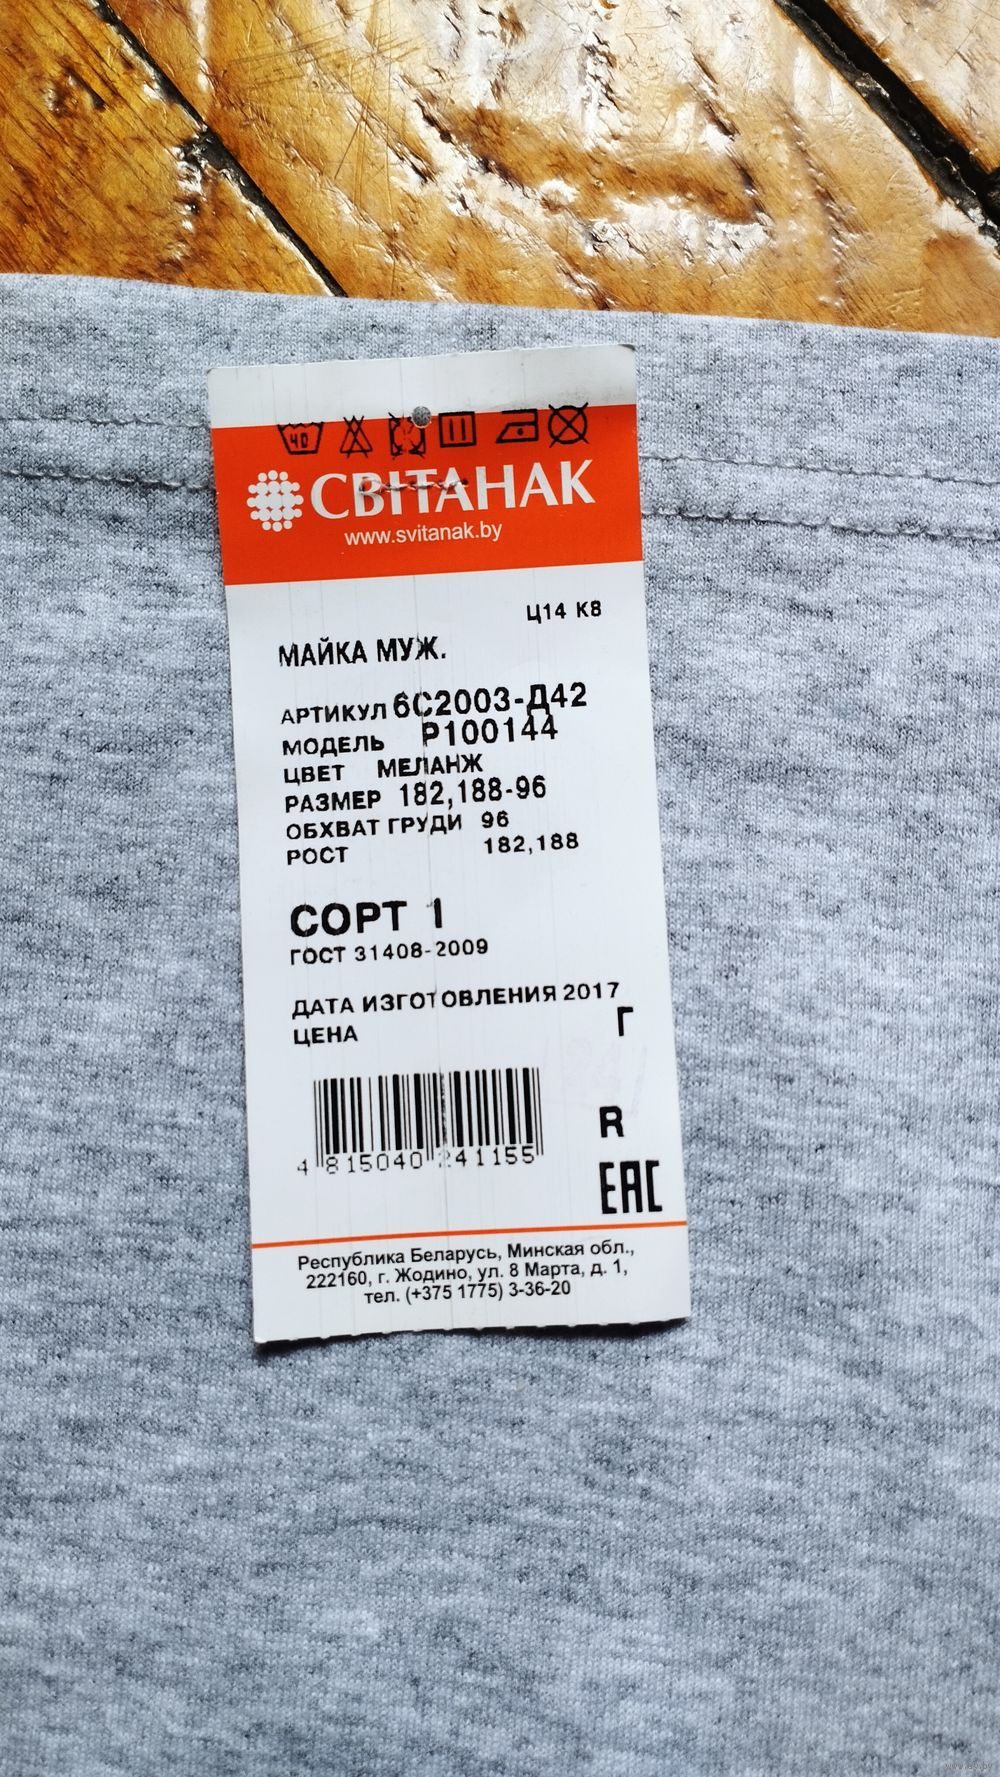 40
СВІТАНАК
www.svitanak.by
Ц14 К8
МАЙКА МУЖ.
АРТИКУЛ 6С2003-Д42
МОДЕЛЬ Р100144
ЦВЕТ МЕЛАНЖ
РАЗМЕР 182,188-96
ОБХВАТ ГРУДИ 96
РОСТ 182,188
СОРТ 1
ГОСТ 31408-2009
ДАТА ИЗГОТОВЛЕНИЯ 2017
Г
ЦЕНА
R
4 815040 241155
EAC
Республика Беларусь, Минская обл.,
222160, г. Жодино, ул. 8 Марта, д. 1,
тел. (+375 1775) 3-36-20